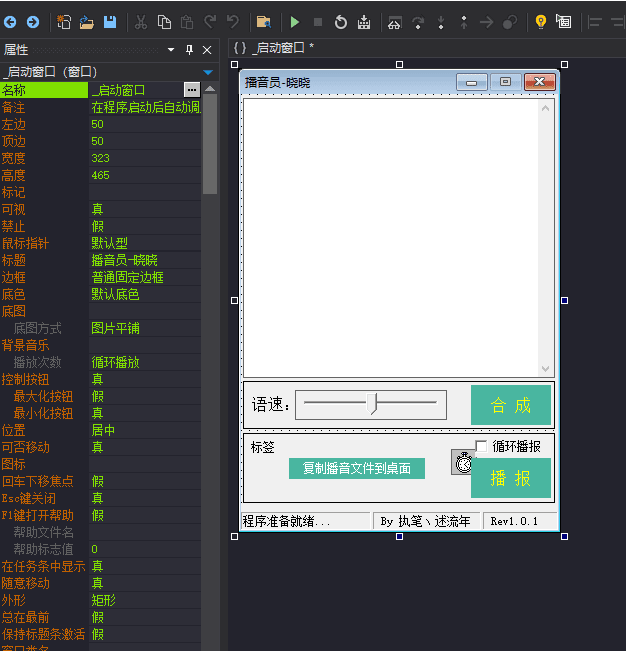 属性
{ } _启动窗口 *
_启动窗口（窗口）
名称 _启动窗口 ...
备注 在程序启动后自动调
左边 50
顶边 50
宽度 323
高度 465
标记
可视 真
禁止 假
鼠标指针 默认型
标题 播音员-晓晓
边框 普通固定边框
底色 默认底色
底图
底图方式 图片平铺
背景音乐
播放次数 循环播放
控制按钮 真
最大化按钮 假
最小化按钮 真
位置 居中
可否移动 真
图标
回车下移焦点 假
Esc键关闭 真
F1键打开帮助 假
帮助文件名
帮助标志值 0
在任务条中显示 真
随意移动 真
外形 矩形
总在最前 假
保持标题条激活 假
窗口类名
播音员-晓晓
语速：
合 成
标签
循环播报
复制播音文件到桌面
播 报
程序准备就绪...
By 执笔丶述流年
Rev1.0.1